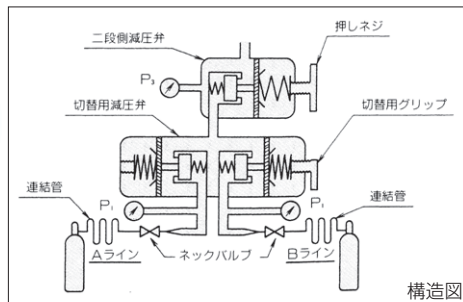 二段側減圧弁
押しネジ
P₃
切替用減圧弁
切替用グリップ
連結管
P₁
P₁
連結管
Aライン
ネックバルブ
Bライン
構造図